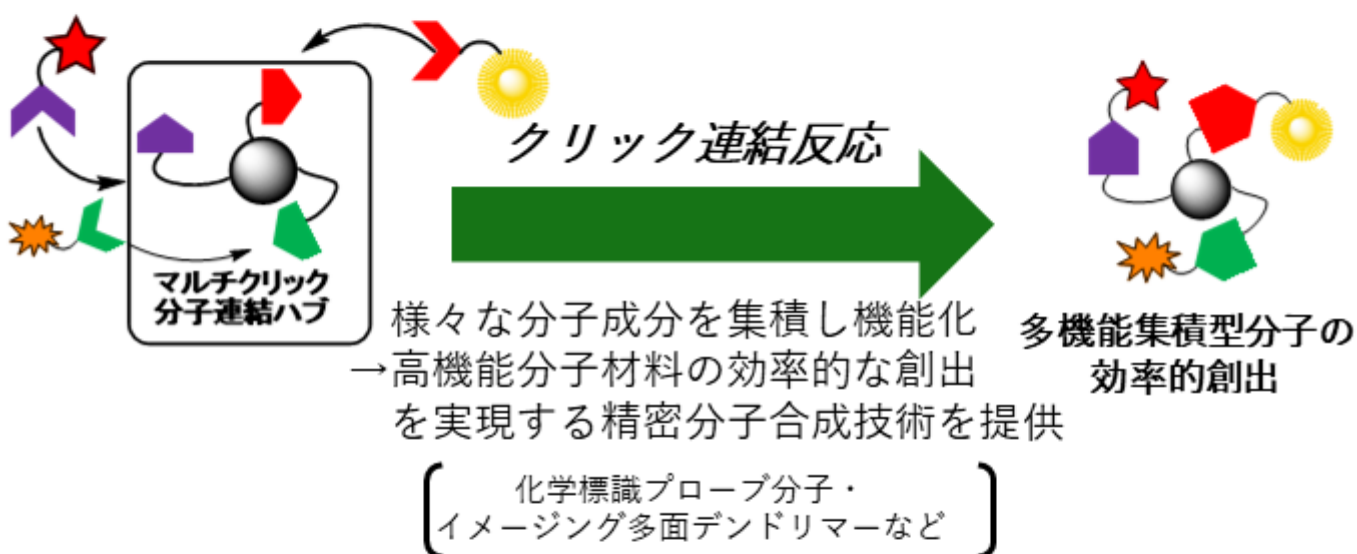 クリック連結反応
マルチクリック
分子連結ハブ
様々な分子成分を集積し機能化
→高機能分子材料の効率的な創出
を実現する精密分子合成技術を提供
化学標識プローブ分子・
イメージング多面デンドリマーなど
多機能集積型分子の
効率的創出